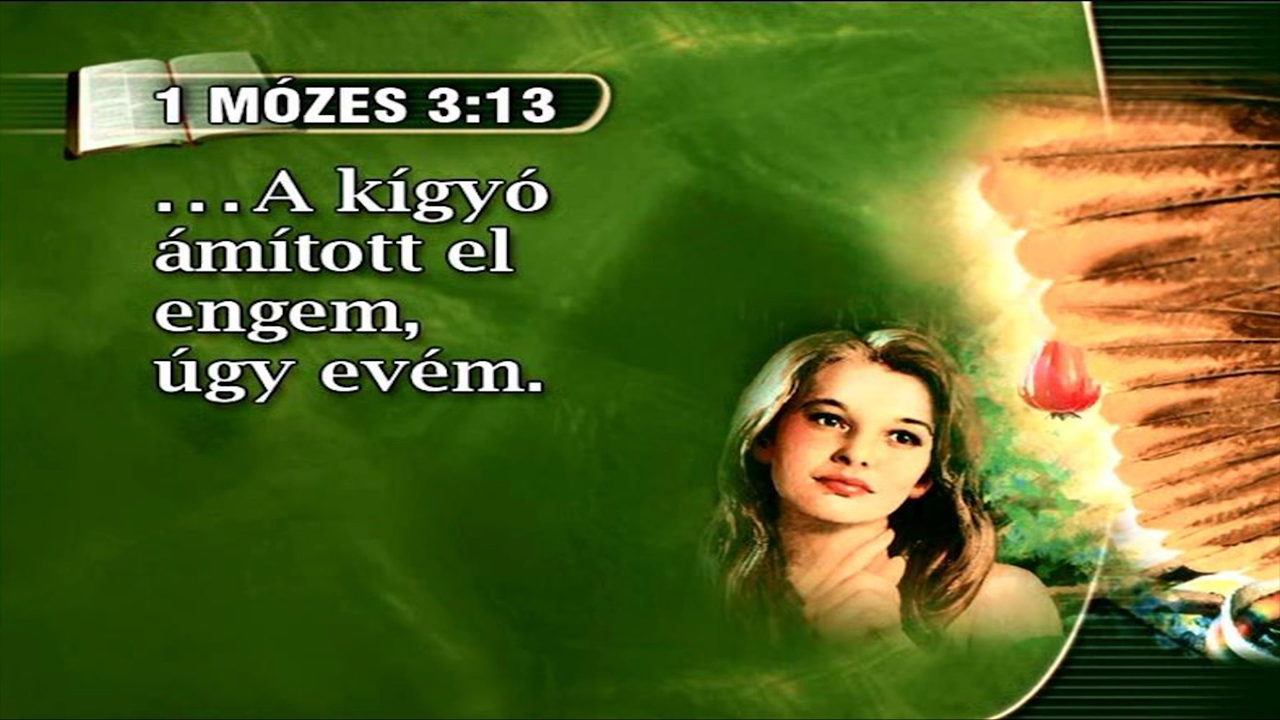 1 MÓZES 3:13
...A kígyó
ámított el
engem,
úgy evém.